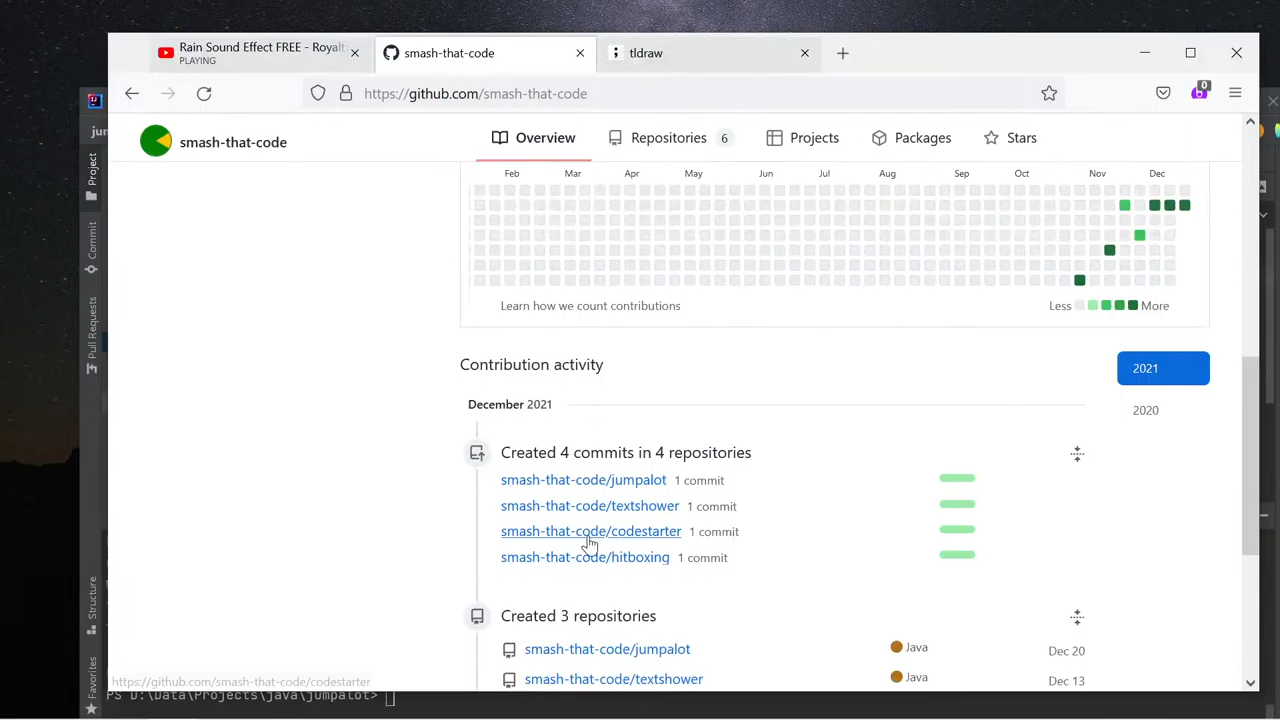 Rain Sound Effect FREE - Royalt
PLAYING
smash-that-code
tldraw
https://github.com/smash-that-code
0
smash-that-code
Overview
Repositories 6
Projects
Packages
Stars
Feb Mar Apr May Jun Jul Aug Sep Oct Nov Dec
Learn how we count contributions
Less
More
Contribution activity
2021
2020
December 2021
Created 4 commits in 4 repositories
smash-that-code/jumpalot 1 commit
smash-that-code/textshower 1 commit
smash-that-code/codestarter 1 commit
smash-that-code/hitboxing 1 commit
Created 3 repositories
smash-that-code/jumpalot Java Dec 20
smash-that-code/textshower Java Dec 13
https://github.com/smash-that-code/codestarter
PS D:\Data\Projects\java\jumpalot>
Project
Commit
Pull Requests
Structure
Favorites